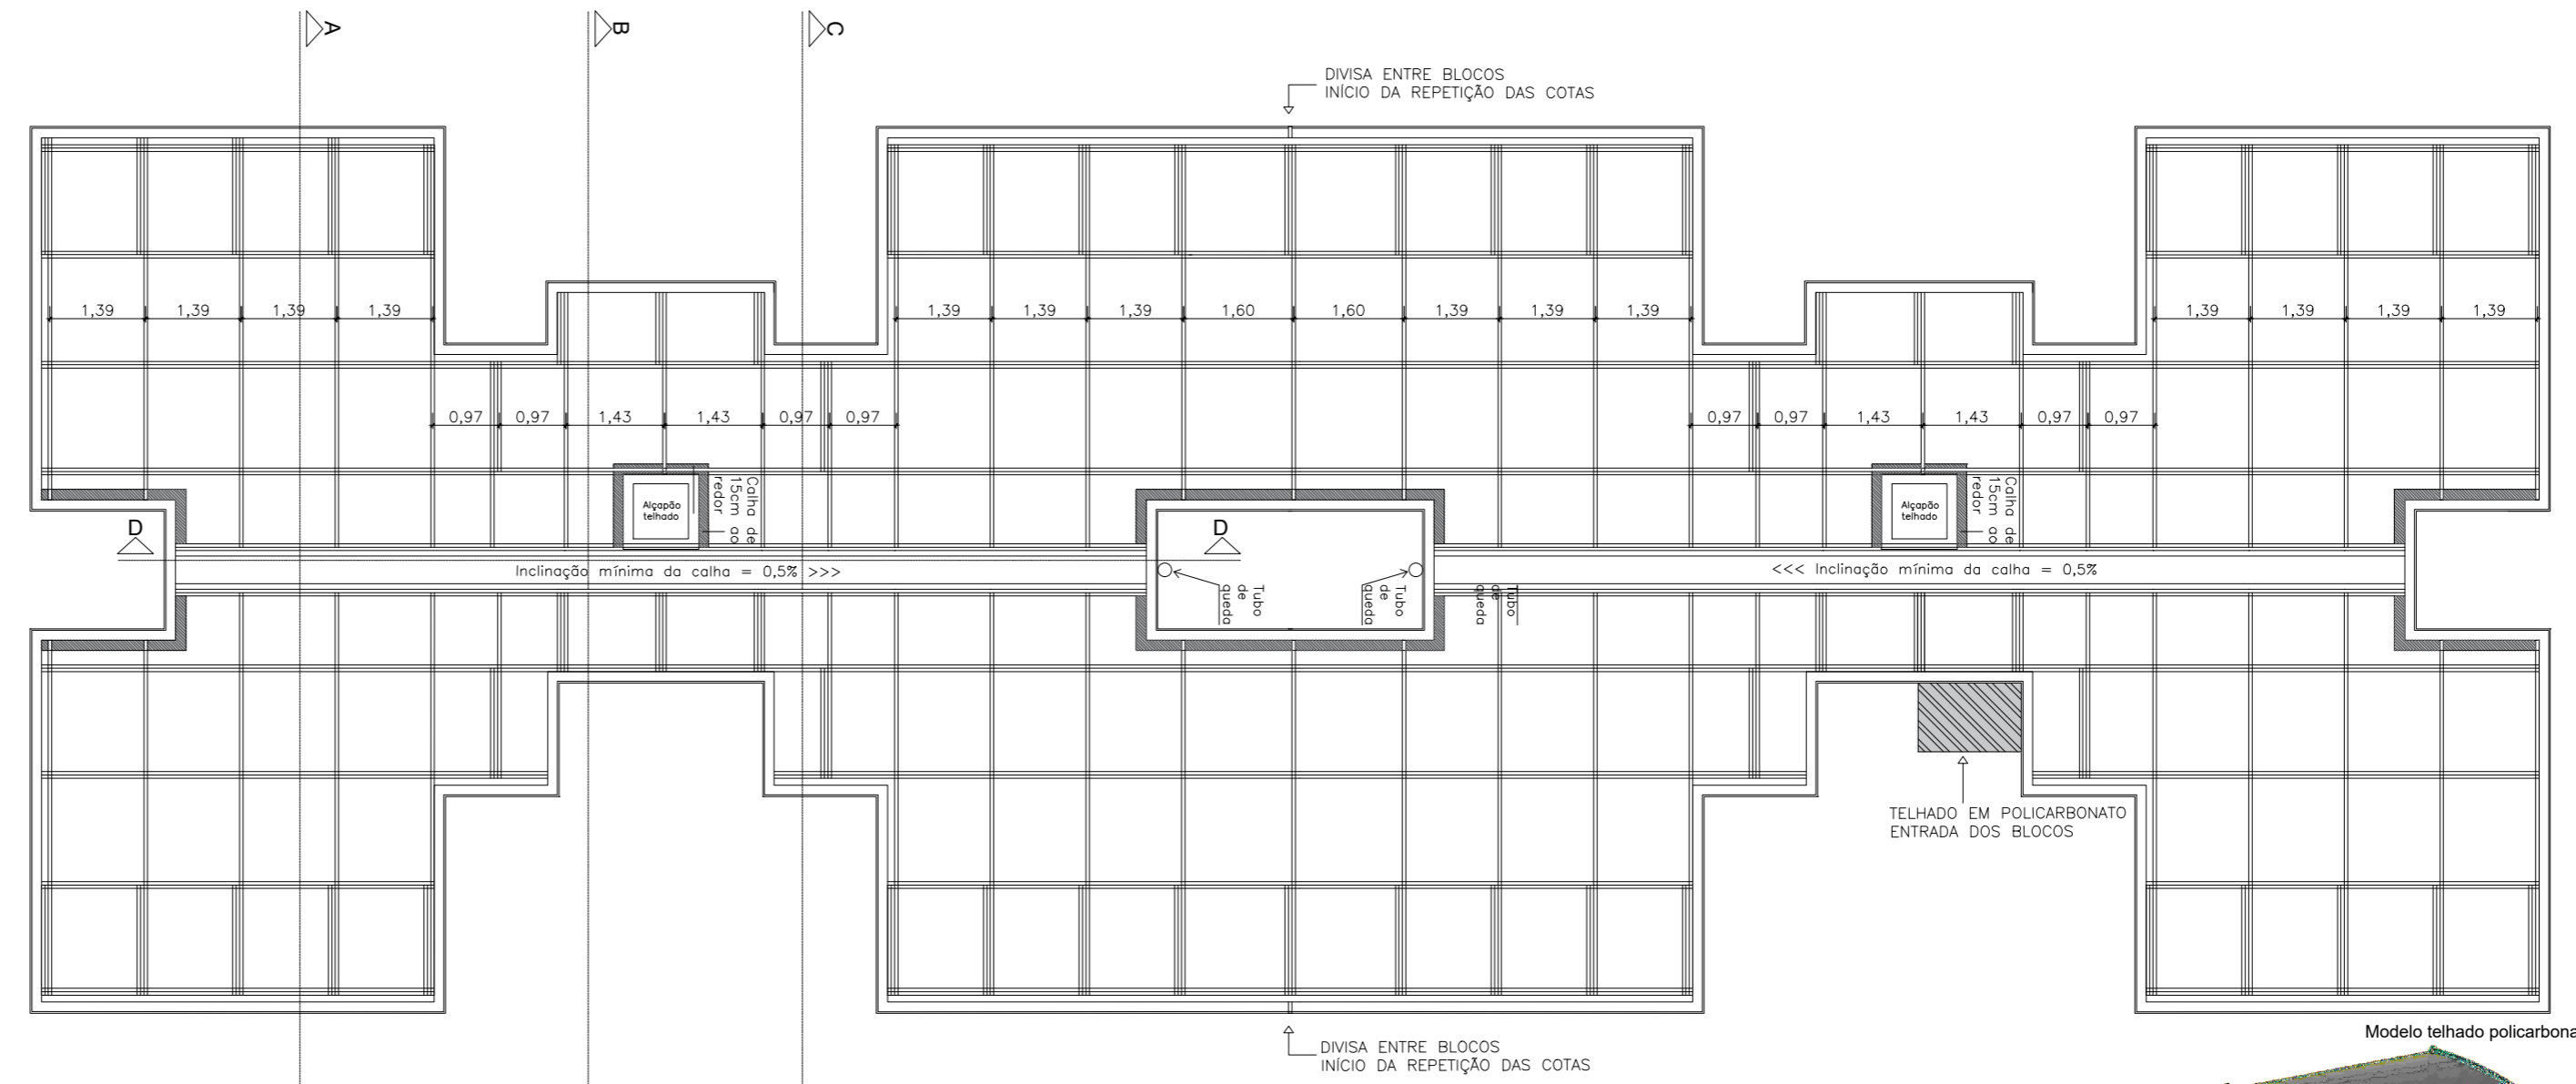 A
B
C
DIVISA ENTRE BLOCOS
INÍCIO DA REPETIÇÃO DAS COTAS
1,39 1,39 1,39 1,39
1,39 1,39 1,39 1,60 1,60 1,39 1,39 1,39
1,39 1,39 1,39 1,39
0,97 0,97 1,43 1,43 0,97 0,97
0,97 0,97 1,43 1,43 0,97 0,97
Alçapão
telhado
Calha de
15cm ao
redor
Alçapão
telhado
Calha de
15cm ao
redor
D
D
Inclinação mínima da calha = 0,5% >>>
<<< Inclinação mínima da calha = 0,5%
Tubo
de
queda
Tubo
de
queda
Tubo
de
queda
TELHADO EM POLICARBONATO
ENTRADA DOS BLOCOS
DIVISA ENTRE BLOCOS
INÍCIO DA REPETIÇÃO DAS COTAS
Modelo telhado policarbona